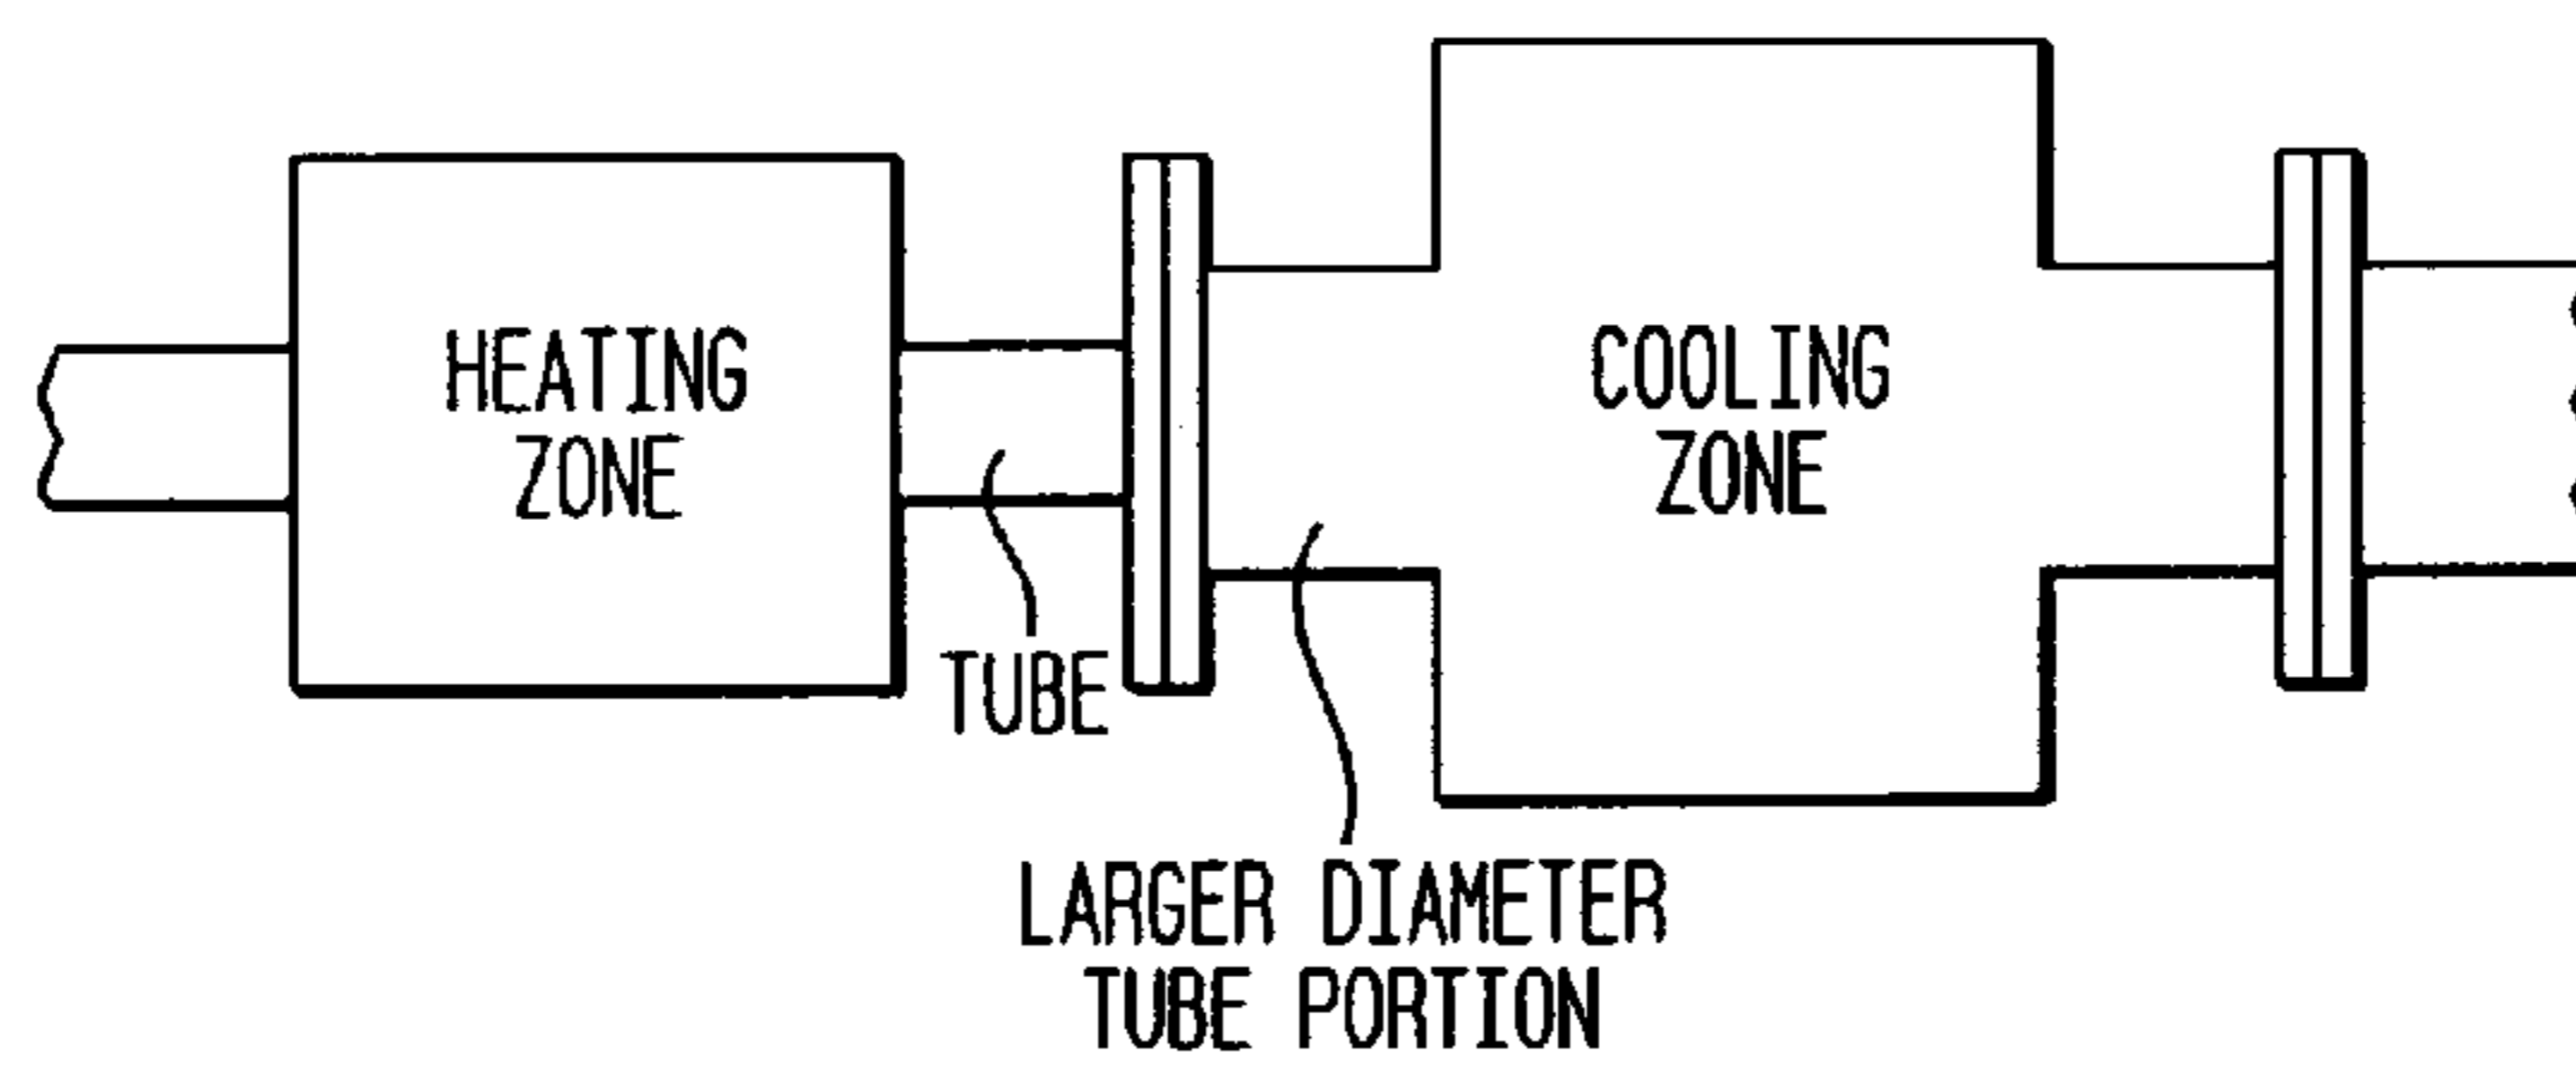 HEATING
ZONE
COOLING
ZONE
TUBE
LARGER DIAMETER
TUBE PORTION